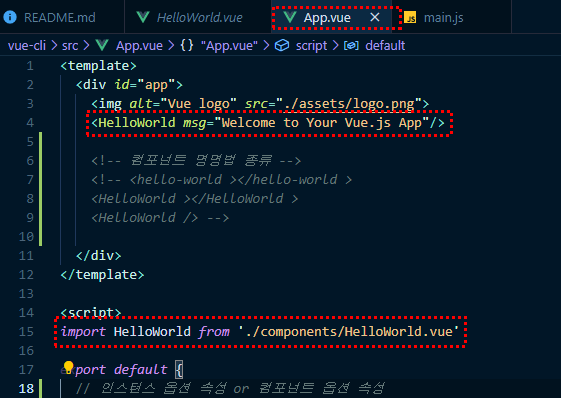 README.md HelloWorld.vue App.vue main.js
vue-cli > src > App.vue > {} "App.vue" > script > default
1 <template>
2 <div id="app">
3 <img alt="Vue logo" src="./assets/logo.png">
4 <HelloWorld msg="Welcome to Your Vue.js App"/>
5
6 <!-- 컴포넌트 명명법 종류 -->
7 <!-- <hello-world ></hello-world >
8 <HelloWorld ></HelloWorld >
9 <HelloWorld /> -->
10
11 </div>
12 </template>
13
14 <script>
15 import HelloWorld from './components/HelloWorld.vue'
16
17 port default {
18 // 인스턴스 옵션 속성 or 컴포넌트 옵션 속성